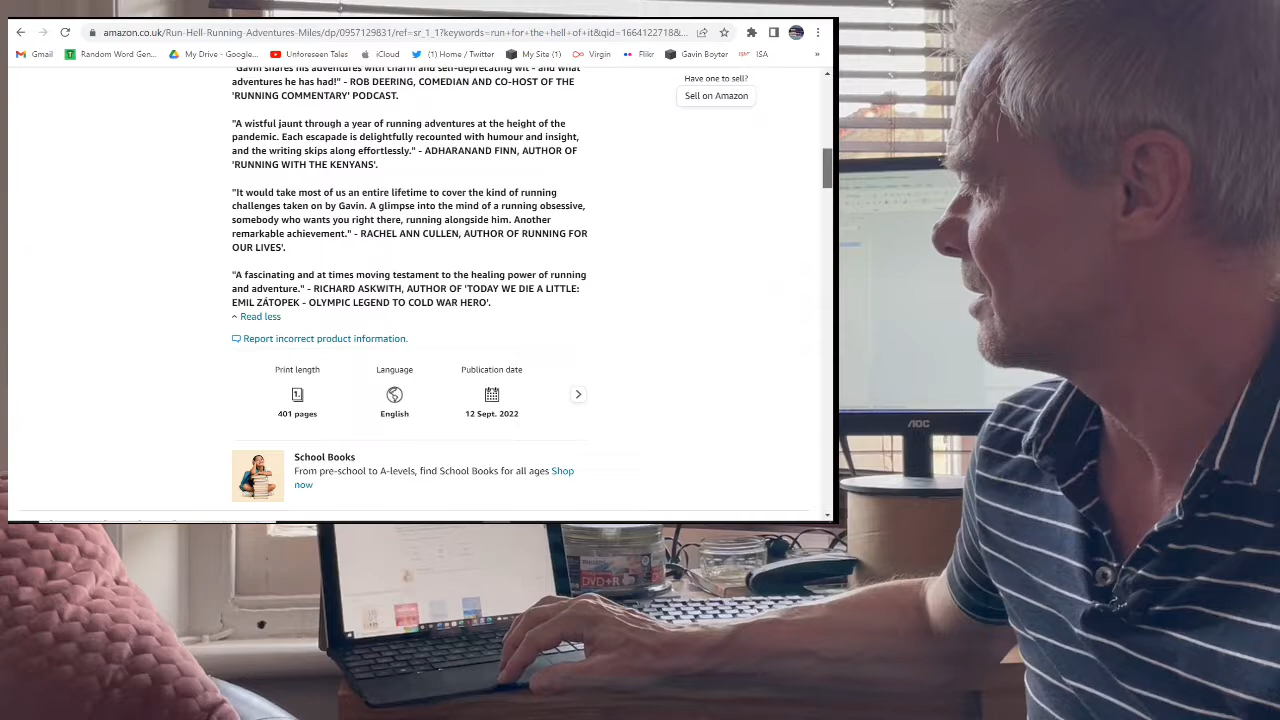 amazon.co.uk/Run-Hell-Running-Adventures-Miles/dp/0957129831/ref=sr_1_1?keywords=run+for+the+hell+of+it&qid=1664122718&...
Gmail Random Word Gen... My Drive - Google... Unforeseen Tales iCloud (1) Home / Twitter My Site (1) Virgin Flikr Gavin Boyter ISA »
"Gavin shares his adventures with charm and self-deprecating wit - and what
adventures he has had!" - ROB DEERING, COMEDIAN AND CO-HOST OF THE
'RUNNING COMMENTARY' PODCAST.
"A wistful jaunt through a year of running adventures at the height of the
pandemic. Each escapade is delightfully recounted with humour and insight,
and the writing skips along effortlessly." - ADHARANAND FINN, AUTHOR OF
'RUNNING WITH THE KENYANS'.
"It would take most of us an entire lifetime to cover the kind of running
challenges taken on by Gavin. A glimpse into the mind of a running obsessive,
somebody who wants you right there, running alongside him. Another
remarkable achievement." - RACHEL ANN CULLEN, AUTHOR OF RUNNING FOR
OUR LIVES'.
"A fascinating and at times moving testament to the healing power of running
and adventure." - RICHARD ASKWITH, AUTHOR OF 'TODAY WE DIE A LITTLE:
EMIL ZÁTOPEK - OLYMPIC LEGEND TO COLD WAR HERO'.
Read less
Report incorrect product information.
Print length Language Publication date
401 pages English 12 Sept. 2022
School Books
From pre-school to A-levels, find School Books for all ages Shop
now
Have one to sell?
Sell on Amazon
AOC
DVD+R